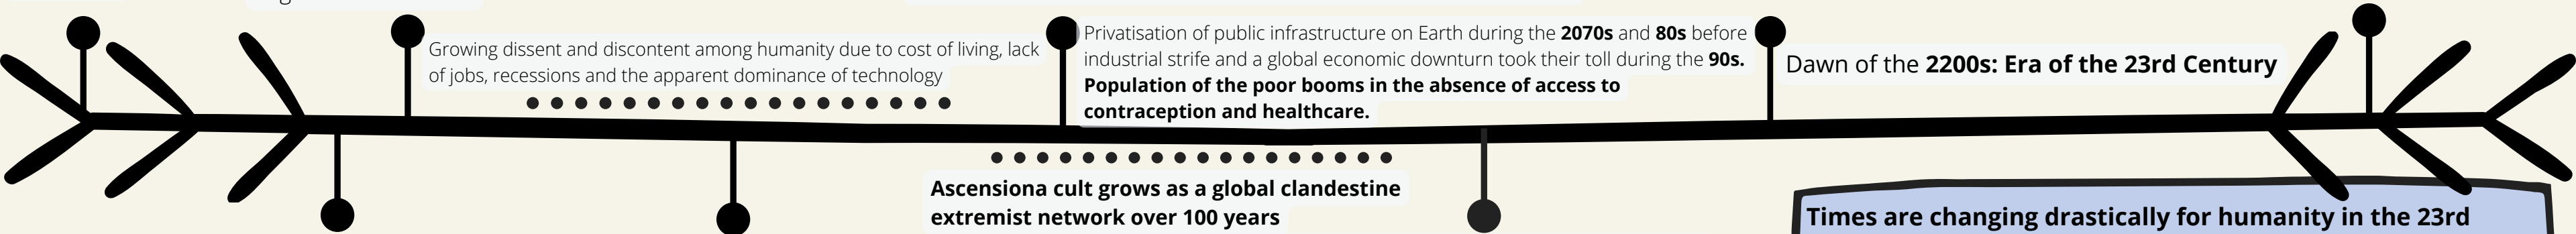 Growing dissent and discontent among humanity due to cost of living, lack
of jobs, recessions and the apparent dominance of technology
Privatisation of public infrastructure on Earth during the 2070s and 80s before
industrial strife and a global economic downturn took their toll during the 90s.
Population of the poor booms in the absence of access to
contraception and healthcare.
Dawn of the 2200s: Era of the 23rd Century
Ascensiona cult grows as a global clandestine
extremist network over 100 years
Times are changing drastically for humanity in the 23rd